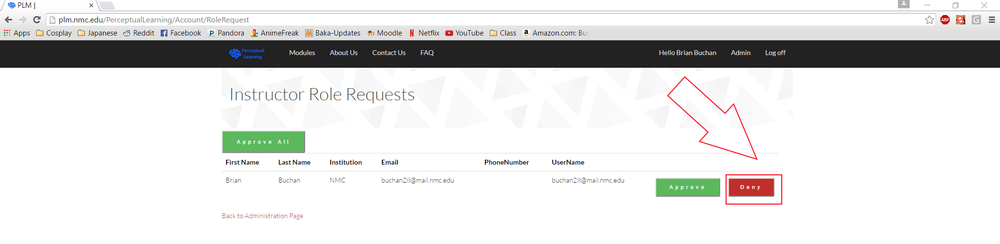 PLM |
plm.nmc.edu/PerceptualLearning/Account/RoleRequest
ABP G
Apps Cosplay Japanese Reddit Facebook Pandora AnimeFreak Baka-Updates Moodle Netflix YouTube Class Amazon.com: Bu
Perceptual
Learning
Modules About Us Contact Us FAQ Hello Brian Buchan Admin Log off
Instructor Role Requests
Approve All
First Name Last Name Institution Email PhoneNumber UserName
Brian Buchan NMC buchan28@mail.nmc.edu buchan28@mail.nmc.edu Approve Deny
Back to Administration Page